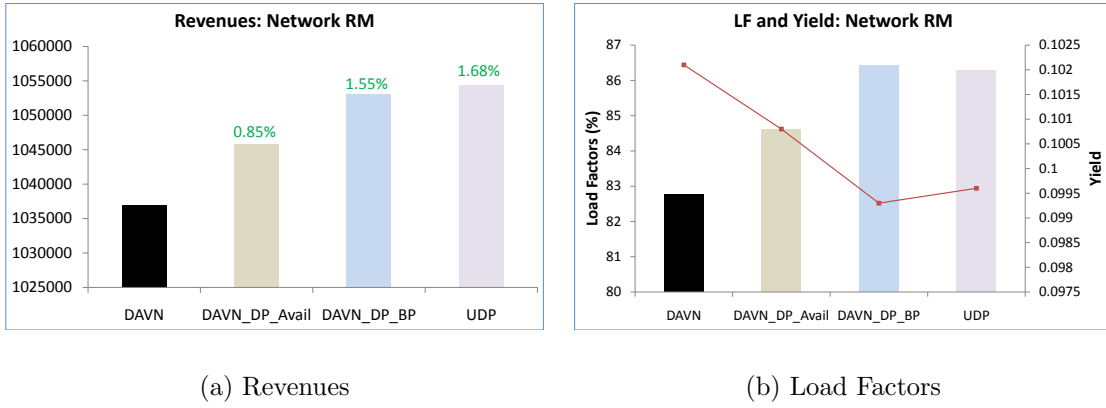 Revenues: Network RM
1060000
1055000
1050000
1045000
1040000
1035000
1030000
1025000
0.85%
1.55%
1.68%
DAVN
DAVN_DP_Avail
DAVN_DP_BP
UDP
(a) Revenues
LF and Yield: Network RM
Load Factors (%)
87
86
85
84
83
82
81
80
0.1025
0.102
0.1015
0.101
0.1005
0.1
0.0995
0.099
0.0985
0.098
0.0975
Yield
DAVN
DAVN_DP_Avail
DAVN_DP_BP
UDP
(b) Load Factors